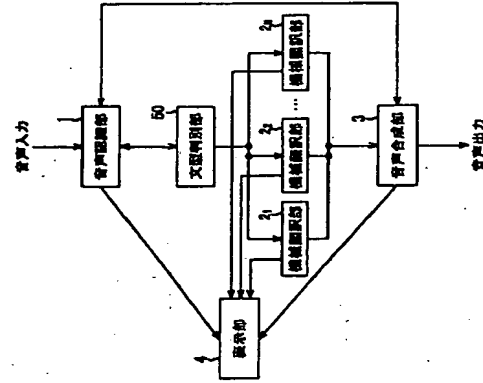 音声入力
1
音声認識部
50
文型判別部
2₁
機械翻訳部
2₂
機械翻訳部
...
2ₙ
機械翻訳部
4
表示部
3
音声合成部
音声出力